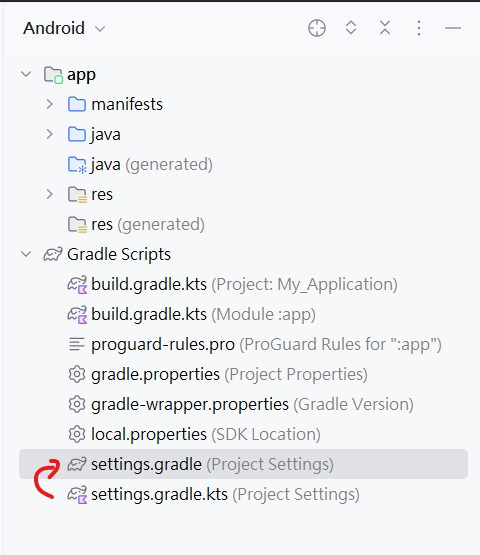 Android
app
manifests
java
java (generated)
res
res (generated)
Gradle Scripts
build.gradle.kts (Project: My_Application)
build.gradle.kts (Module :app)
proguard-rules.pro (ProGuard Rules for ":app")
gradle.properties (Project Properties)
gradle-wrapper.properties (Gradle Version)
local.properties (SDK Location)
settings.gradle (Project Settings)
settings.gradle.kts (Project Settings)